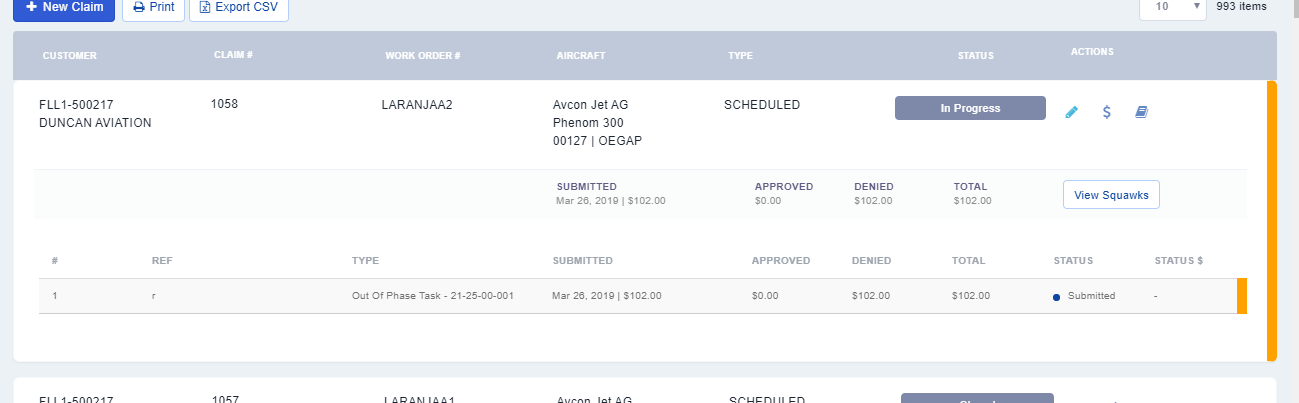 New Claim Print Export CSV 10 993 items
CUSTOMER CLAIM # WORK ORDER # AIRCRAFT TYPE STATUS ACTIONS
FLL1-500217 1058 LARANJAA2 Avcon Jet AG SCHEDULED In Progress $
DUNCAN AVIATION Phenom 300
00127 | OEGAP
SUBMITTED APPROVED DENIED TOTAL
Mar 26, 2019 | $102.00 $0.00 $102.00 $102.00 View Squawks
# REF TYPE SUBMITTED APPROVED DENIED TOTAL STATUS STATUS $
1 r Out Of Phase Task - 21-25-00-001 Mar 26, 2019 | $102.00 $0.00 $102.00 $102.00 Submitted -
FLL1-500217 1057 LARANJAA1 Avcon Jet AG SCHEDULED